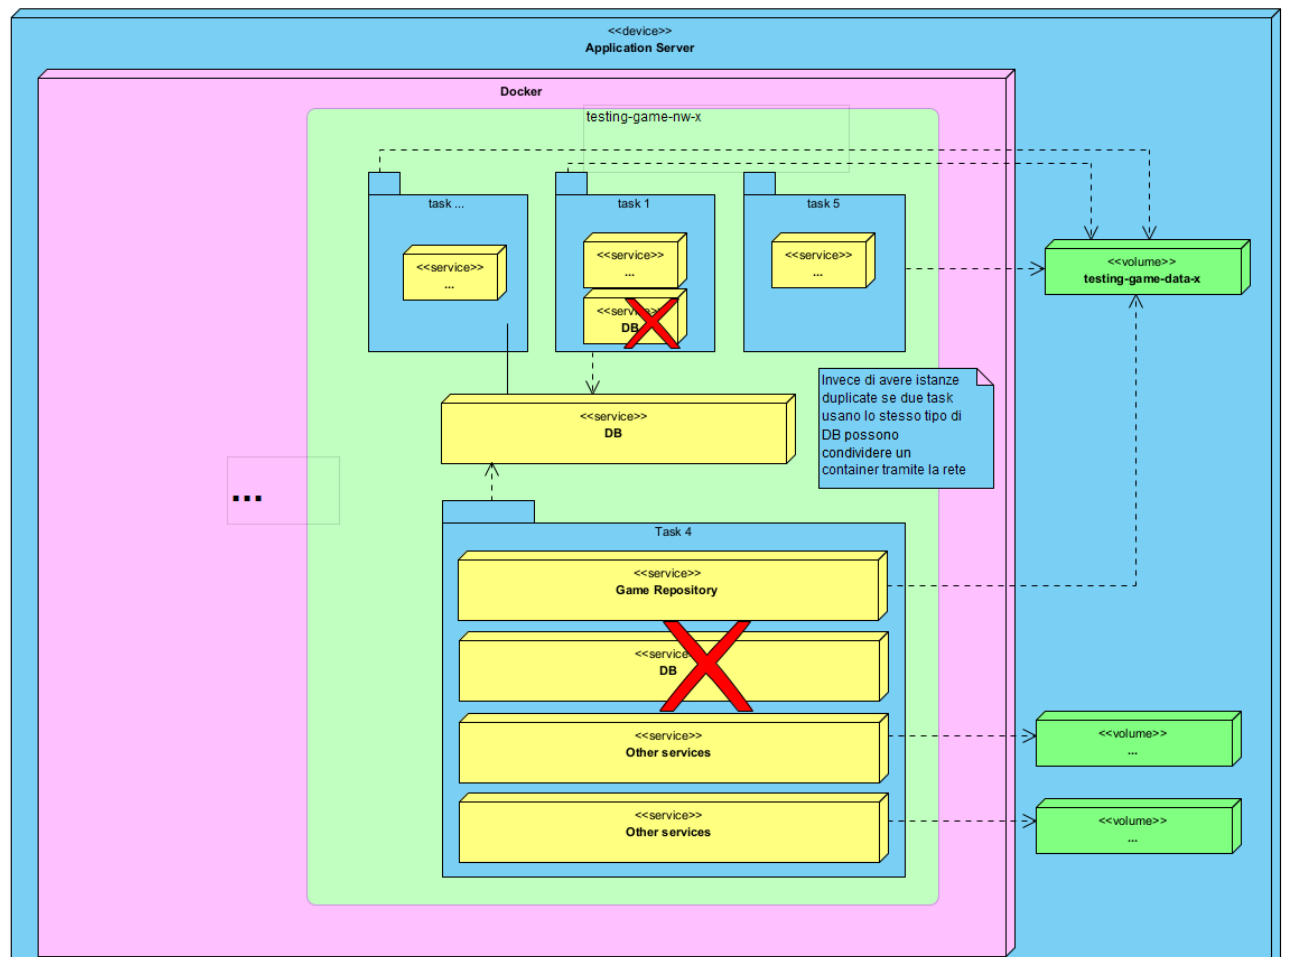 <<device>>
Application Server
Docker
testing-game-nw-x
task ...
<<service>>
...
task 1
<<service>>
...
<<service>>
DB
task 5
<<service>>
...
<<volume>>
testing-game-data-x
<<service>>
DB
Invece di avere istanze
duplicate se due task
usano lo stesso tipo di
DB possono
condividere un
container tramite la rete
...
Task 4
<<service>>
Game Repository
<<service
DB
<<service>>
Other services
<<service>>
Other services
<<volume>>
...
<<volume>>
...